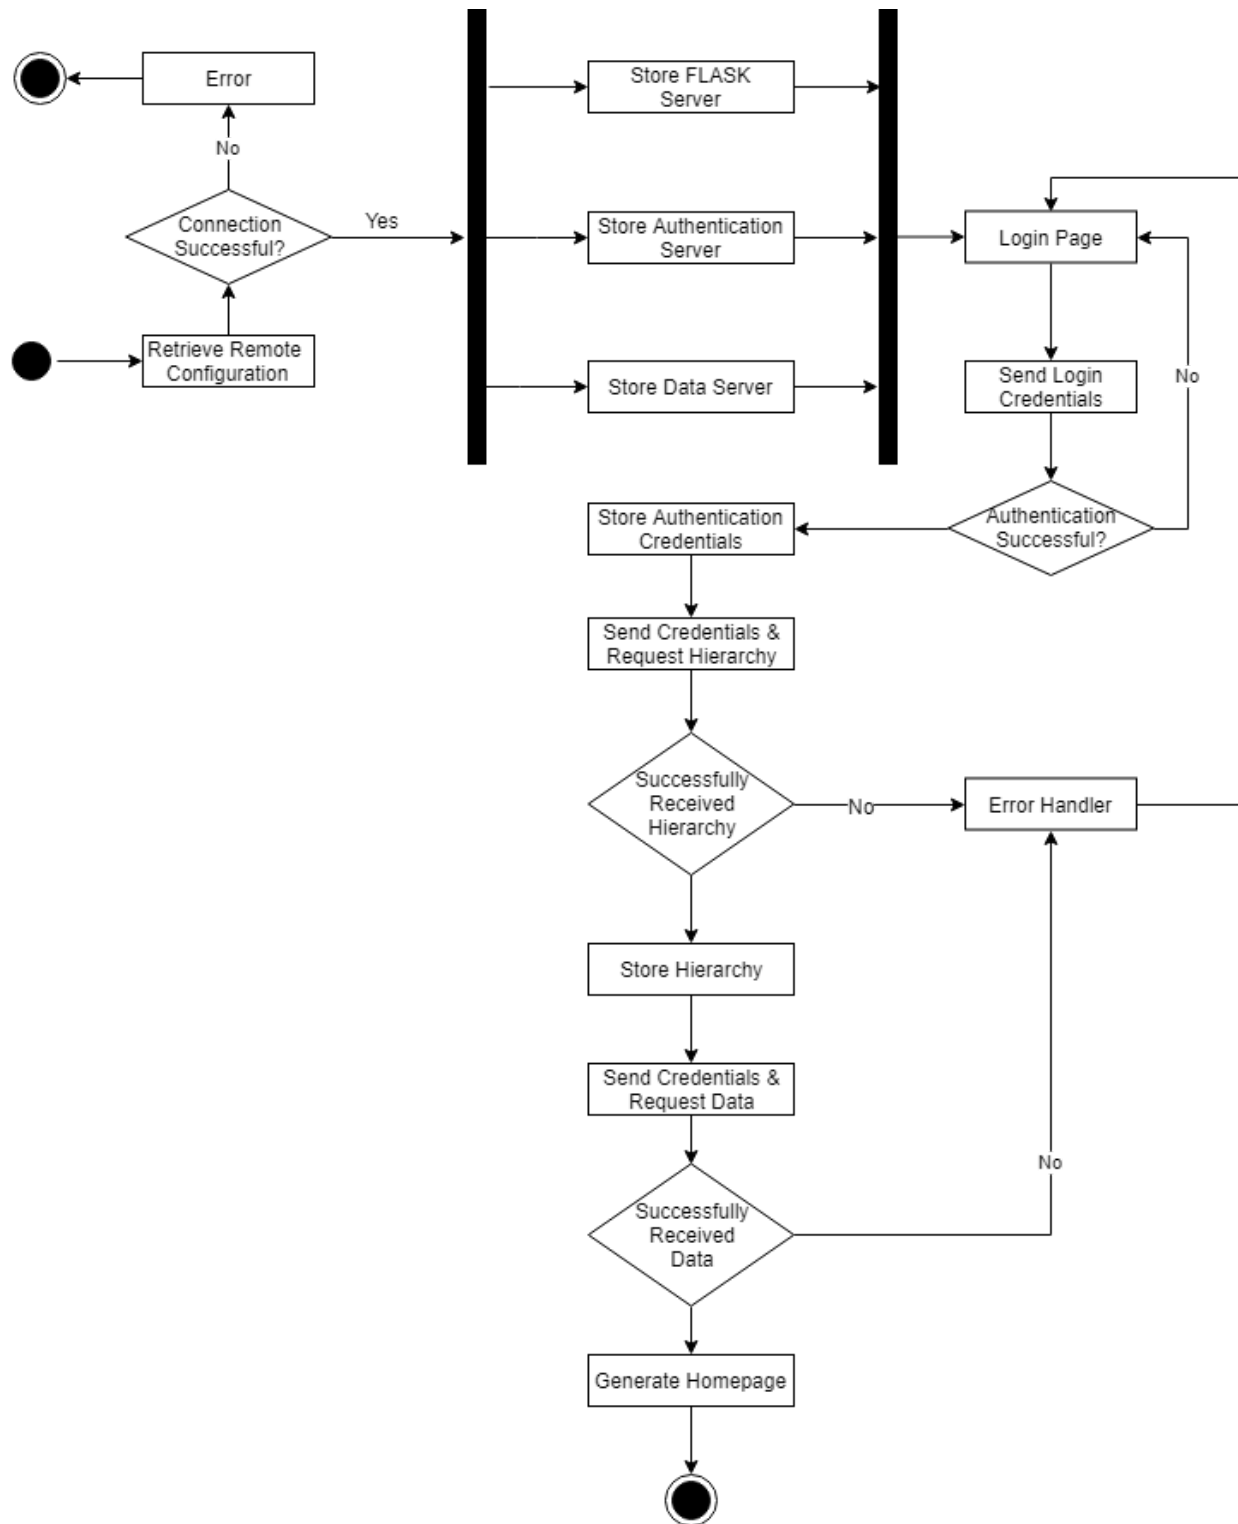 Error
No
Connection
Successful?
Yes
Retrieve Remote
Configuration
Store FLASK
Server
Store Authentication
Server
Store Data Server
Login Page
Send Login
Credentials
No
Authentication
Successful?
Store Authentication
Credentials
Send Credentials &
Request Hierarchy
Successfully
Received
Hierarchy
No
Error Handler
Store Hierarchy
Send Credentials &
Request Data
No
Successfully
Received
Data
Generate Homepage